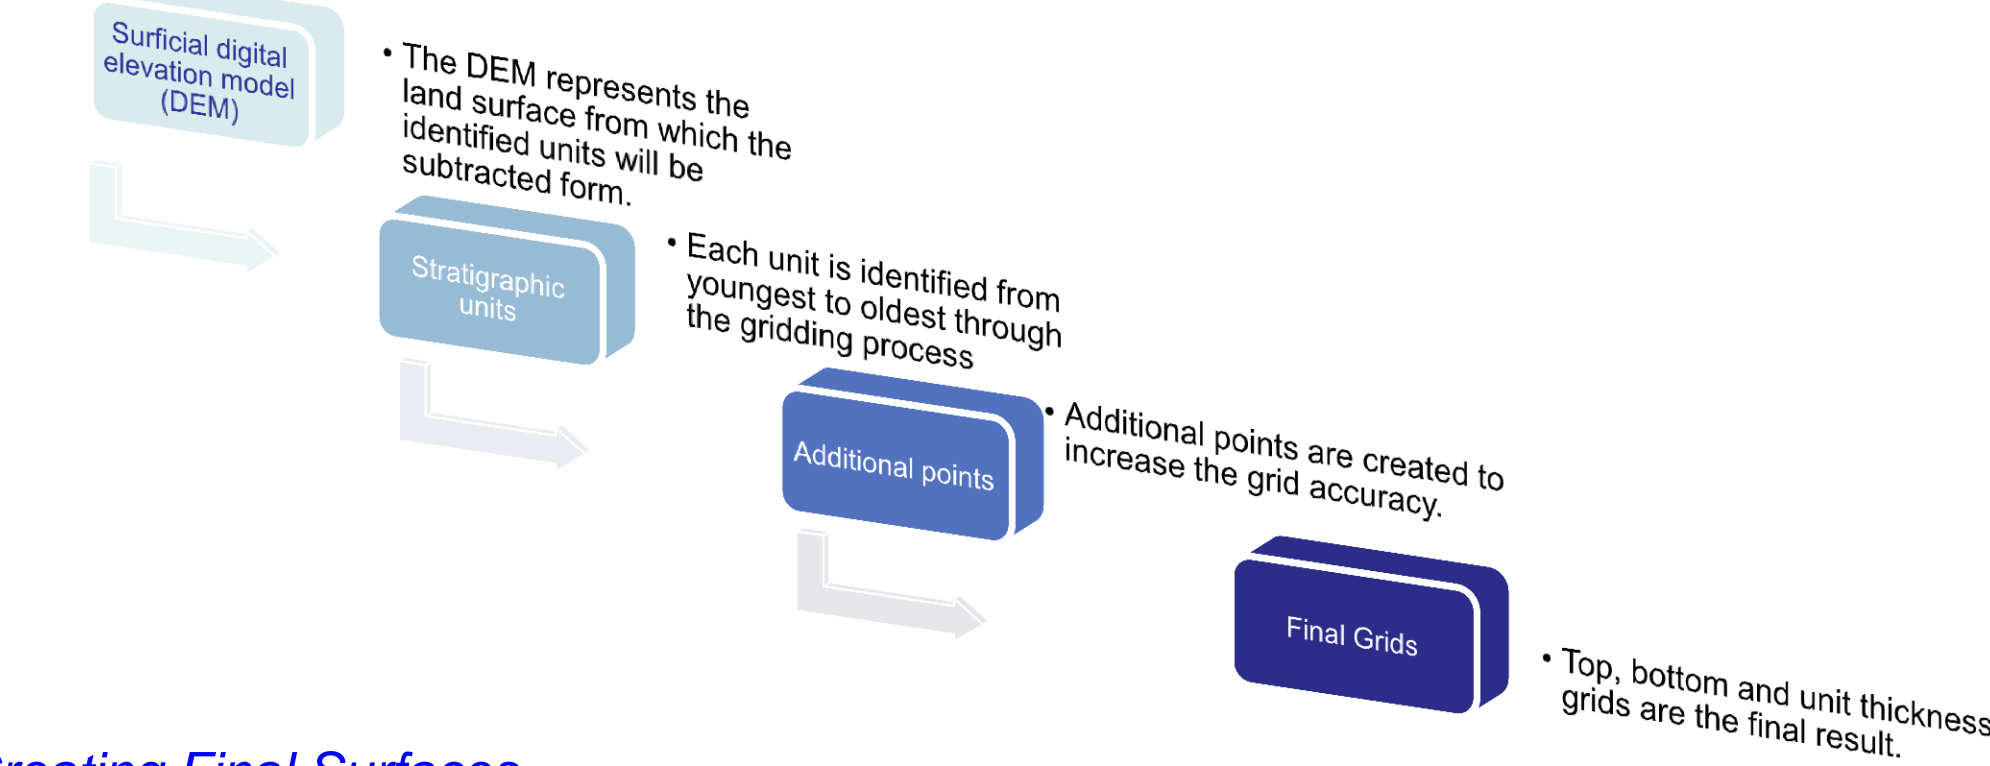 Surficial digital
elevation model
(DEM)
• The DEM represents the
land surface from which the
identified units will be
subtracted form.
Stratigraphic
units
• Each unit is identified from
youngest to oldest through
the gridding process
Additional points
• Additional points are created to
increase the grid accuracy.
Final Grids
• Top, bottom and unit thickness
grids are the final result.
Final Surfaces